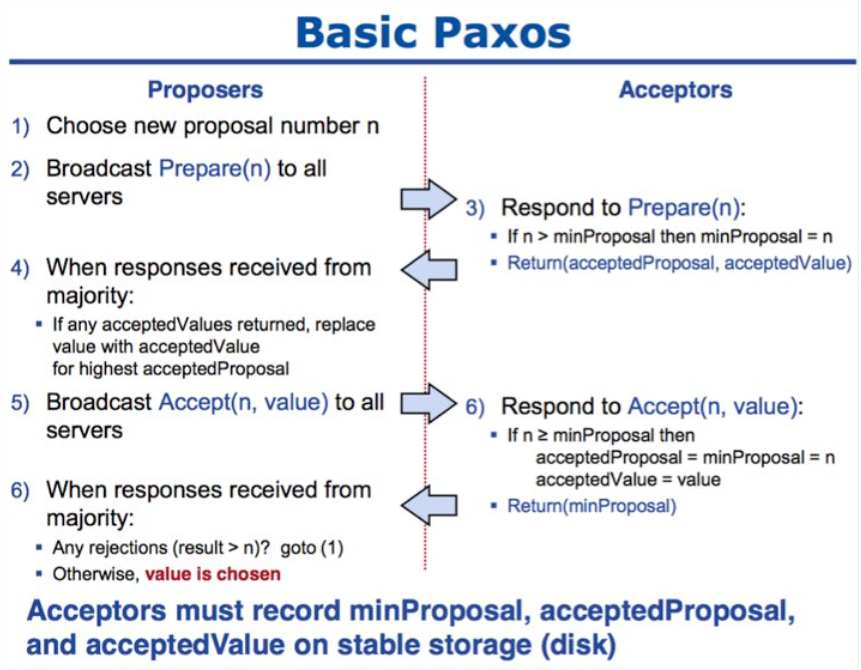 Basic Paxos
Proposers
Acceptors
1) Choose new proposal number n
2) Broadcast Prepare(n) to all
servers
3) Respond to Prepare(n):
▪ If n > minProposal then minProposal = n
▪ Return(acceptedProposal, acceptedValue)
4) When responses received from
majority:
▪ If any acceptedValues returned, replace
value with acceptedValue
for highest acceptedProposal
5) Broadcast Accept(n, value) to all
servers
6) Respond to Accept(n, value):
▪ If n ≥ minProposal then
acceptedProposal = minProposal = n
acceptedValue = value
▪ Return(minProposal)
6) When responses received from
majority:
▪ Any rejections (result > n)? goto (1)
▪ Otherwise, value is chosen
Acceptors must record minProposal, acceptedProposal,
and acceptedValue on stable storage (disk)